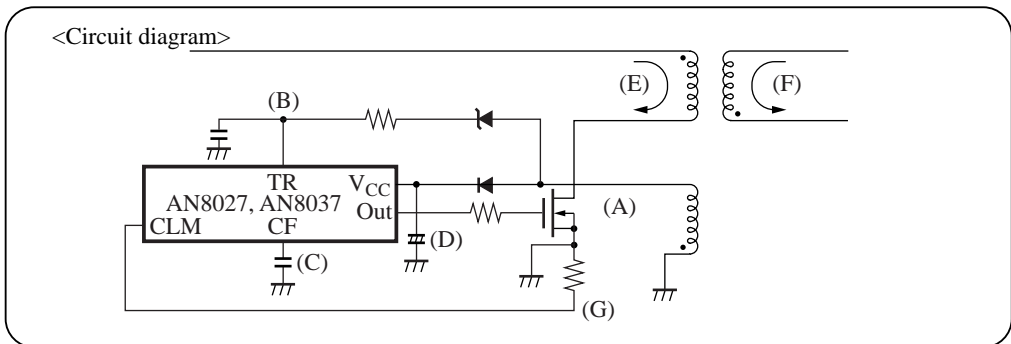 <Circuit diagram>
(E)
(F)
(B)
TR
VCC
AN8027, AN8037
Out
(A)
CLM
CF
(D)
(C)
(G)